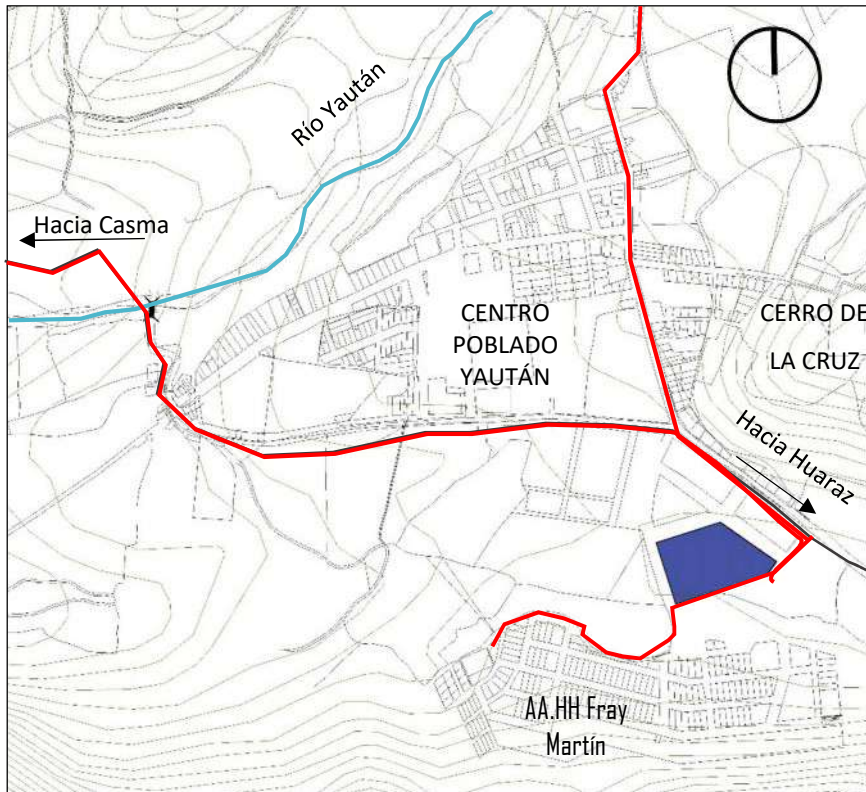 Río Yaután
Hacia Casma
CENTRO
POBLADO
YAUTÁN
CERRO DE
LA CRUZ
Hacia Huaraz
AA.HH Fray
Martín